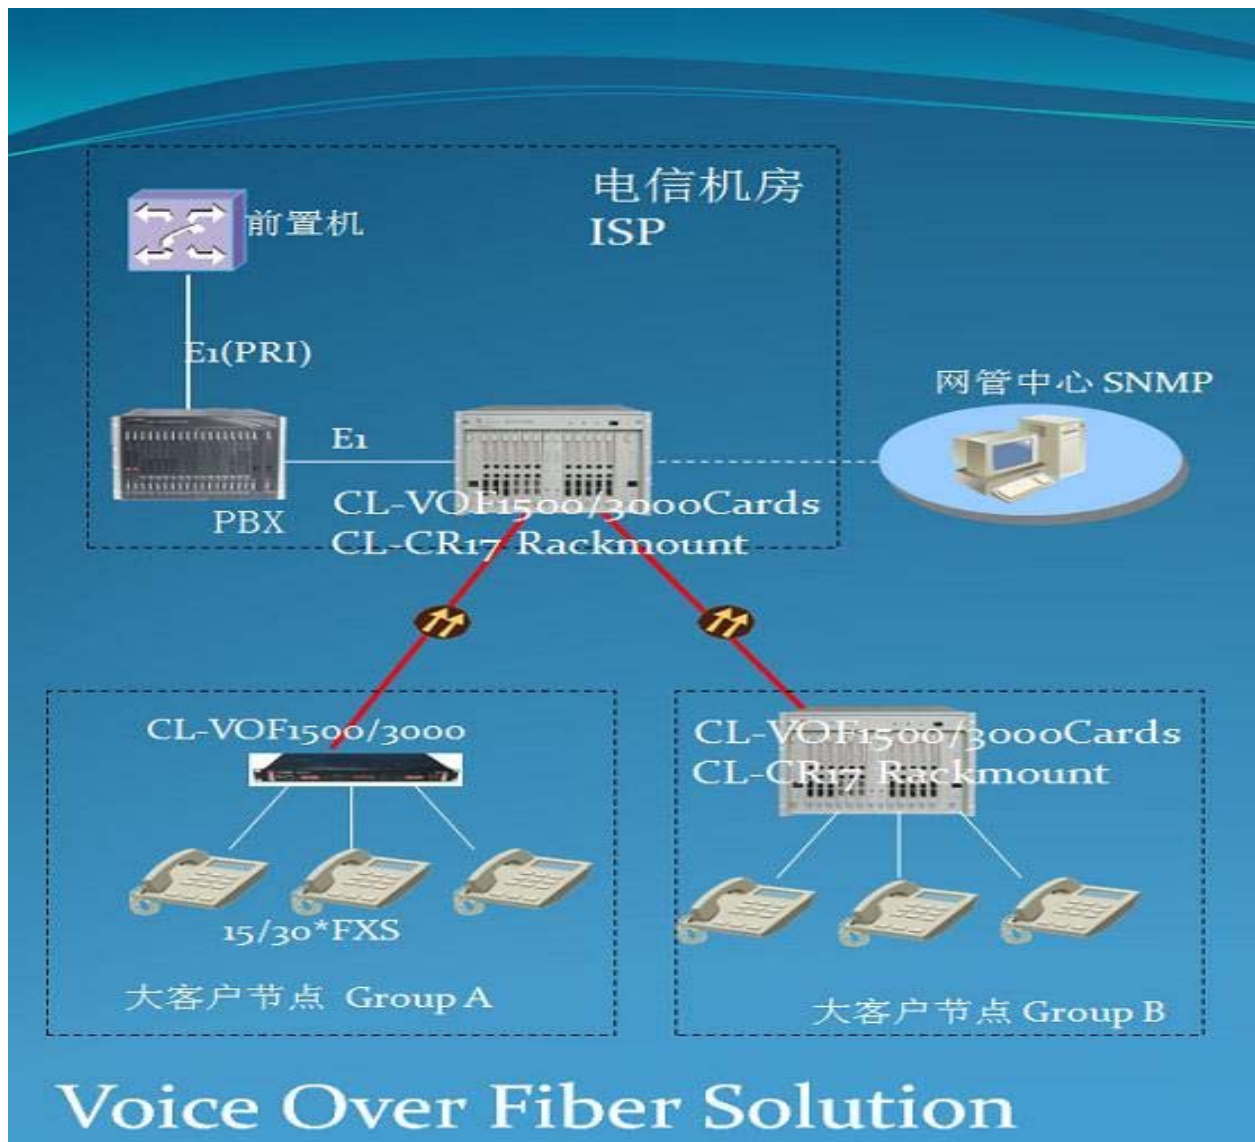 电信机房
ISP
前置机
E1(PRI)
网管中心 SNMP
E1
PBX
CL-VOF1500/3000Cards
CL-CR17 Rackmount
CL-VOF1500/3000
CL-VOF1500/3000Cards
CL-CR17 Rackmount
15/30*FXS
大客户节点 Group A
大客户节点 Group B
Voice Over Fiber Solution